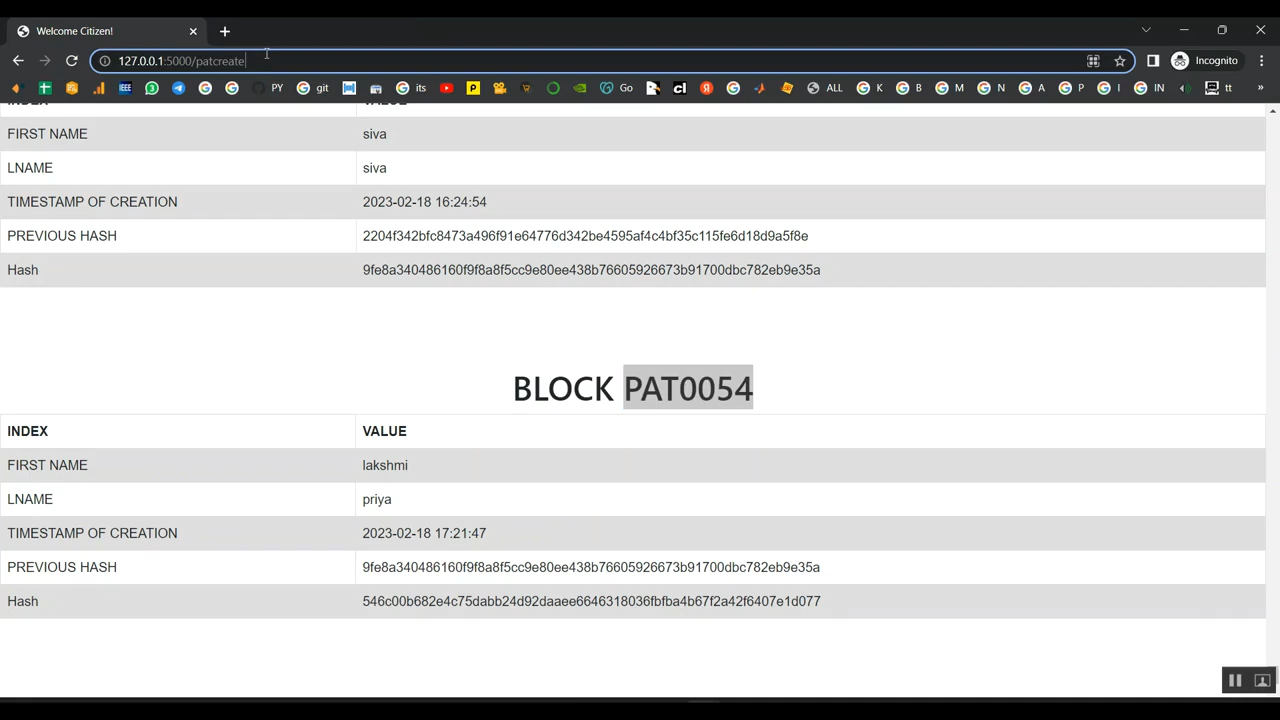 Welcome Citizen!
127.0.0.1:5000/patcreate
Incognito
PY
git
its
Go
ALL
K
B
M
N
A
P
I
IN
tt
INDEX VALUE
FIRST NAME siva
LNAME siva
TIMESTAMP OF CREATION 2023-02-18 16:24:54
PREVIOUS HASH 2204f342bfc8473a496f91e64776d342be4595af4c4bf35c115fe6d18d9a5f8e
Hash 9fe8a340486160f9f8a8f5cc9e80ee438b76605926673b91700dbc782eb9e35a
BLOCK PAT0054
INDEX VALUE
FIRST NAME lakshmi
LNAME priya
TIMESTAMP OF CREATION 2023-02-18 17:21:47
PREVIOUS HASH 9fe8a340486160f9f8a8f5cc9e80ee438b76605926673b91700dbc782eb9e35a
Hash 546c00b682e4c75dabb24d92daaee6646318036fbfba4b67f2a42f6407e1d077